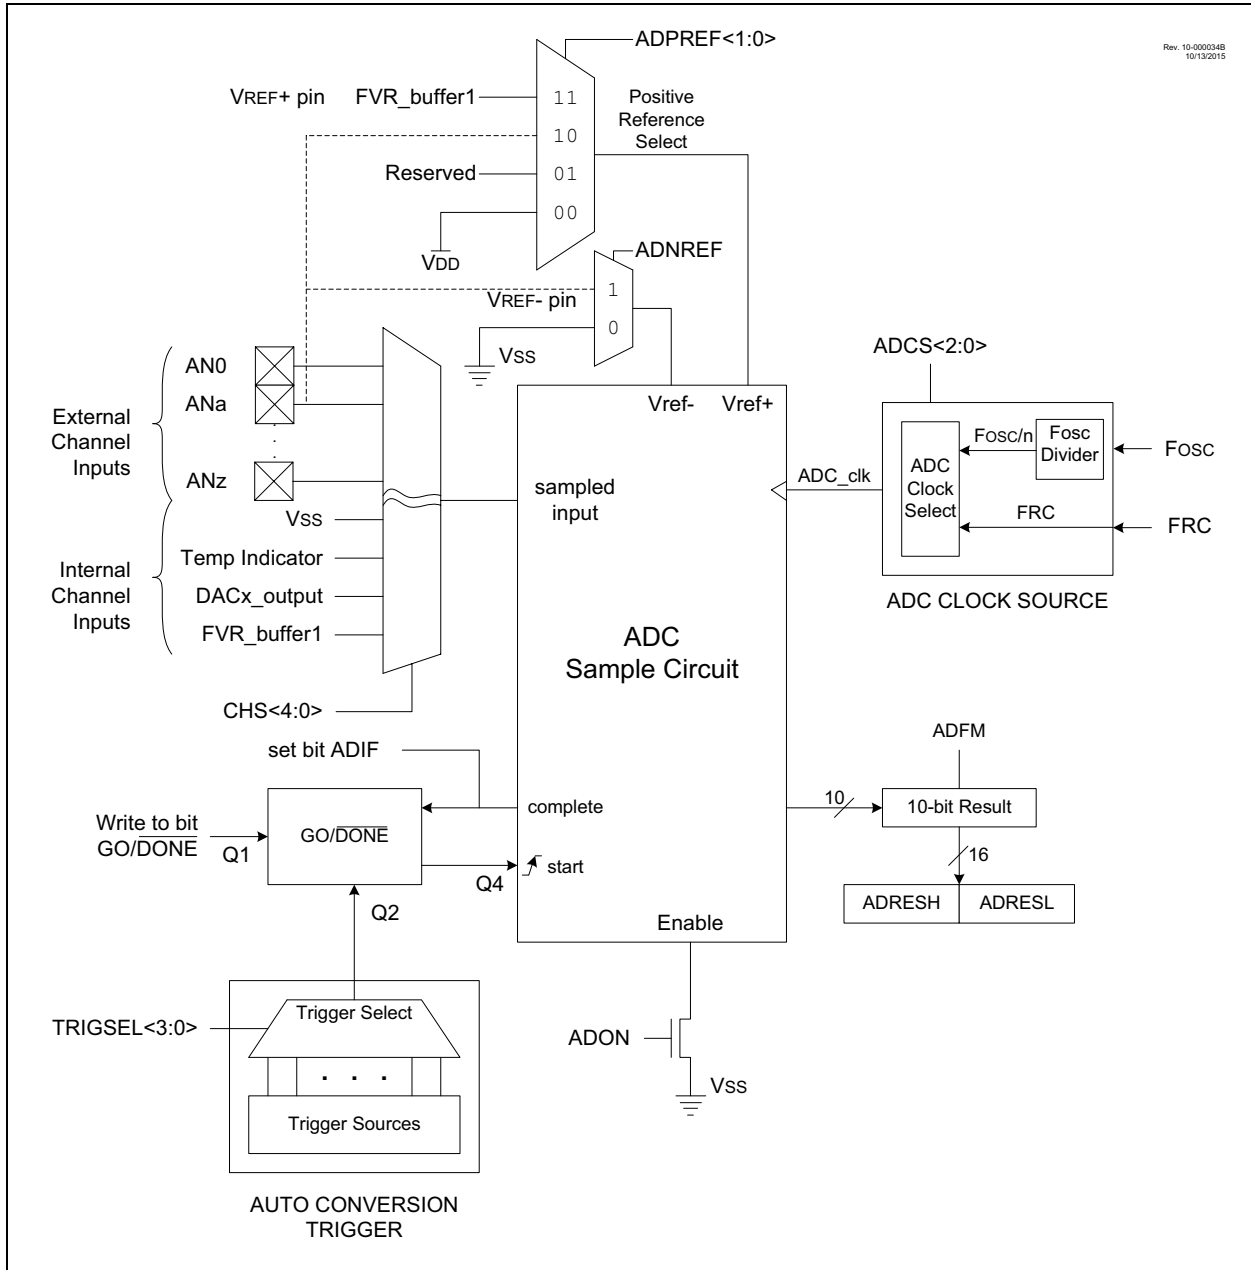 ADPREF<1:0>
Rev. 10-000034B
10/13/2015
VREF+ pin
FVR_buffer1
11
10
Reserved
01
00
VDD
Positive
Reference
Select
ADNREF
VREF- pin
1
0
VSS
External
Channel
Inputs
AN0
ANa
.
.
.
ANz
Internal
Channel
Inputs
VSS
Temp Indicator
DACx_output
FVR_buffer1
CHS<4:0>
Vref-
Vref+
sampled
input
ADC
Sample Circuit
ADCS<2:0>
ADC_clk
ADC
Clock
Select
FOSC/n
Fosc
Divider
FOSC
FRC
FRC
ADC CLOCK SOURCE
set bit ADIF
complete
Write to bit
GO/DONE
Q1
GO/DONE
Q4
start
Q2
Enable
ADFM
10
10-bit Result
16
ADRESH
ADRESL
TRIGSEL<3:0>
Trigger Select
. . .
Trigger Sources
AUTO CONVERSION
TRIGGER
ADON
VSS